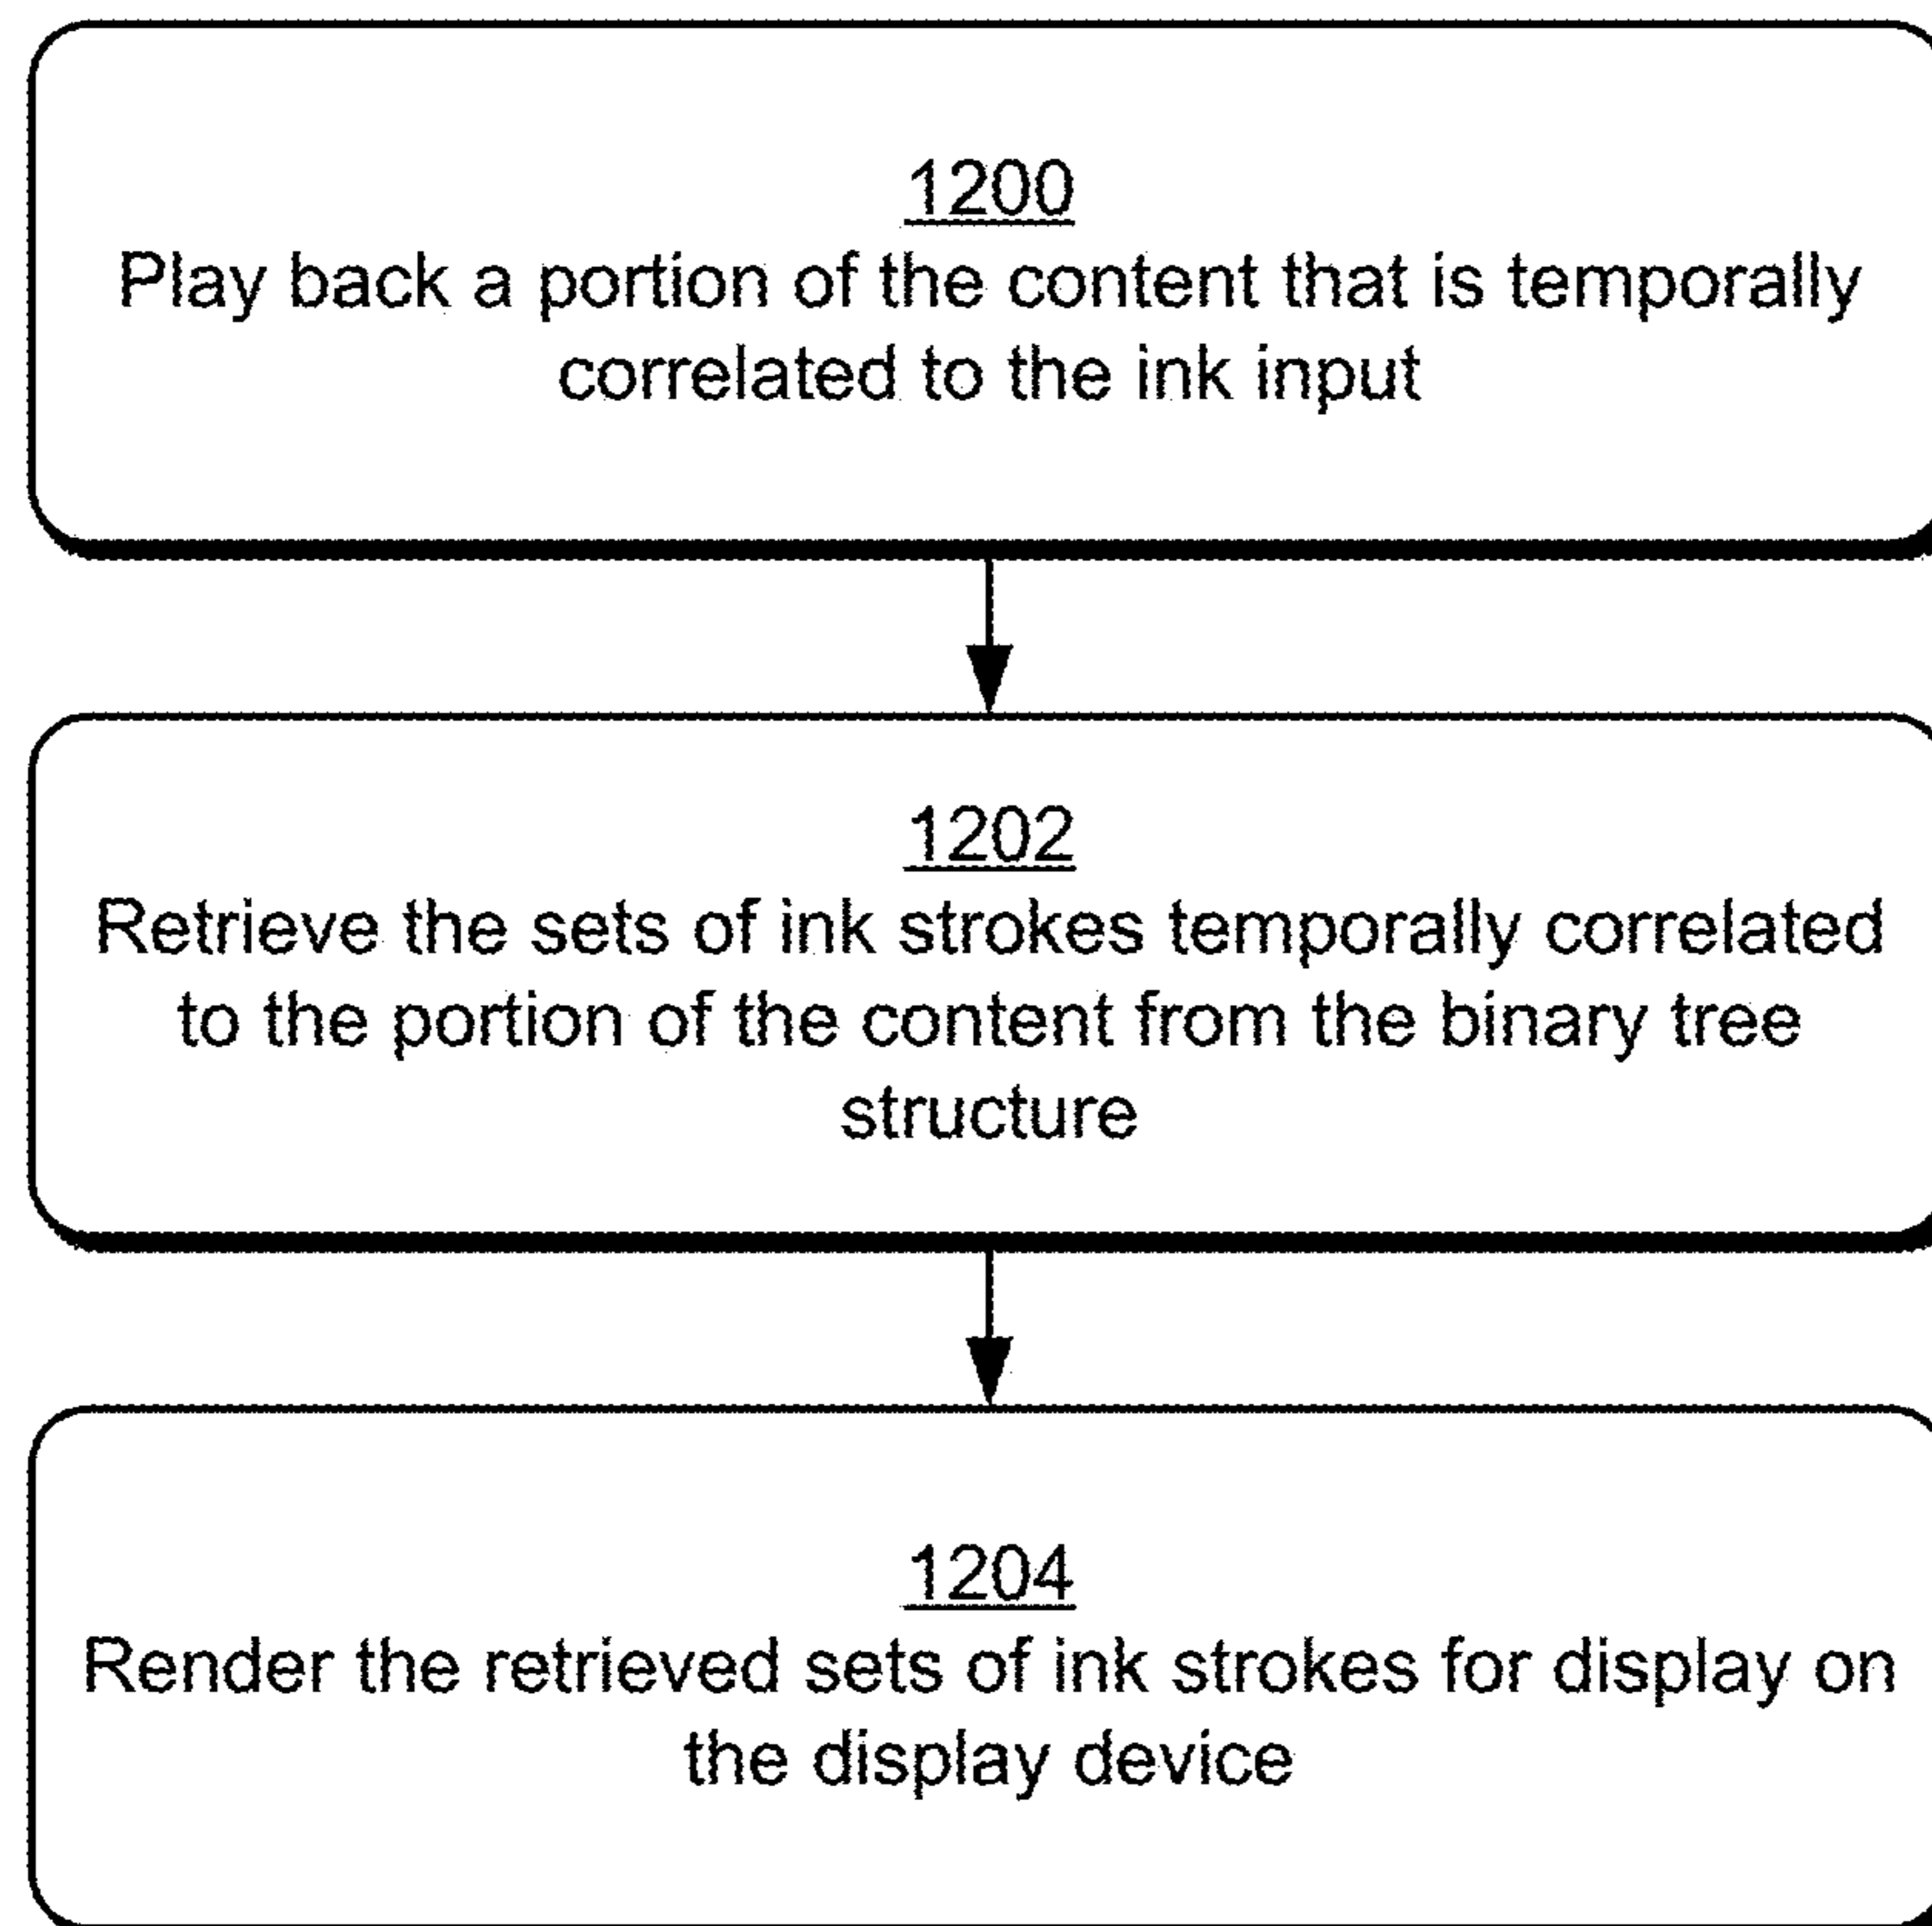 1200
Play back a portion of the content that is temporally
correlated to the ink input
1202
Retrieve the sets of ink strokes temporally correlated
to the portion of the content from the binary tree
structure
1204
Render the retrieved sets of ink strokes for display on
the display device